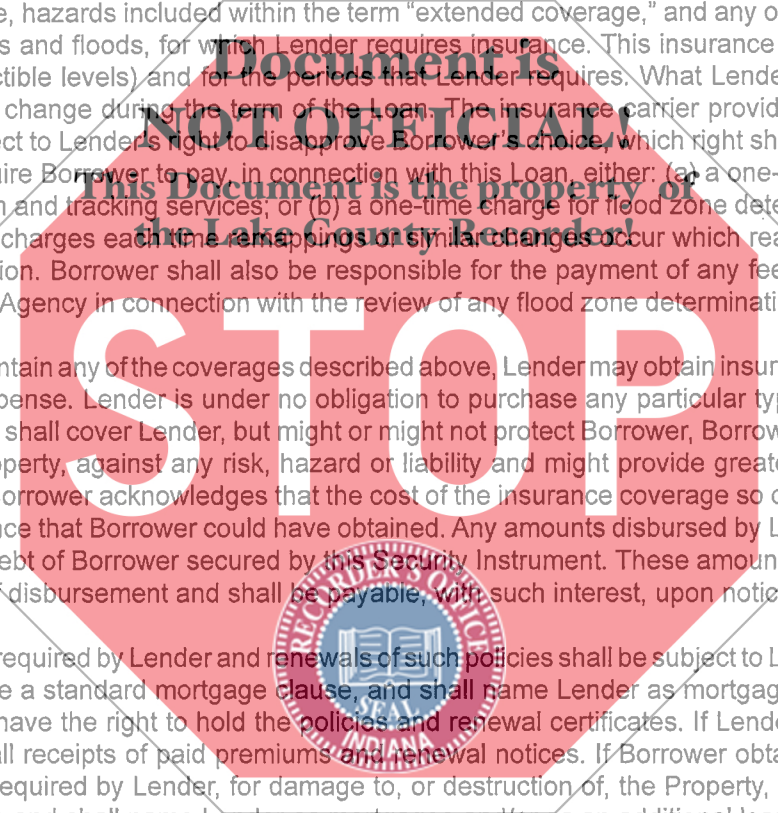 e, hazards included within the term “extended coverage,” and any o
s and floods, for which Lender requires insurance. This insurance
Document is
ctible levels) and for the periods that Lender requires. What Lende
change during the term of the Loan. The insurance carrier provid
NOT OFFICIAL!
ect to Lender's right to disapprove Borrower's choice, which right sh
ire Borrower to pay, in connection with this Loan, either: (a) a one-
This Document is the property of
n and tracking services; or (b) a one-time charge for flood zone dete
the Lake County Recorder!
charges each time remappings or similar changes occur which rea
ion. Borrower shall also be responsible for the payment of any fee
Agency in connection with the review of any flood zone determinati
STOP
ntain any of the coverages described above, Lender may obtain insur
pense. Lender is under no obligation to purchase any particular typ
shall cover Lender, but might or might not protect Borrower, Borrow
operty, against any risk, hazard or liability and might provide greate
Borrower acknowledges that the cost of the insurance coverage so o
nce that Borrower could have obtained. Any amounts disbursed by L
ebt of Borrower secured by this Security Instrument. These amoun
f disbursement and shall be payable, with such interest, upon notic
RECORDER'S OFFICE
SEAL
INDIANA
required by Lender and renewals of such policies shall be subject to L
e a standard mortgage clause, and shall name Lender as mortgag
have the right to hold the policies and renewal certificates. If Lende
all receipts of paid premiums and renewal notices. If Borrower obta
required by Lender, for damage to, or destruction of, the Property,